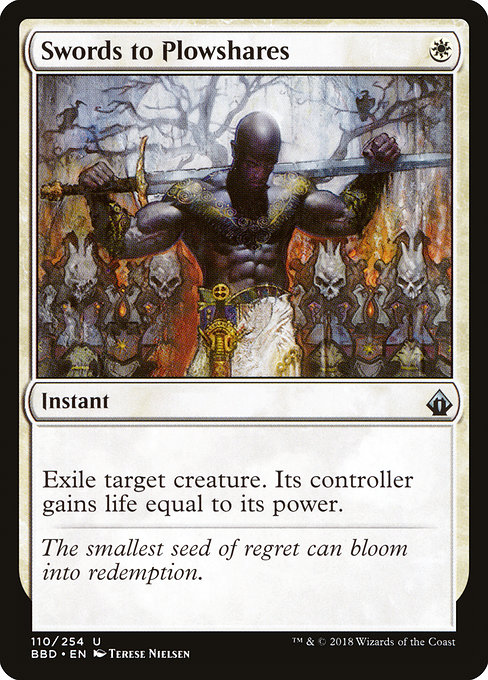 Swords to Plowshares
Instant
Exile target creature. Its controller
gains life equal to its power.
The smallest seed of regret can bloom
into redemption.
110/254 U
BBD • EN Terese Nielsen
™ & © 2018 Wizards of the Coast